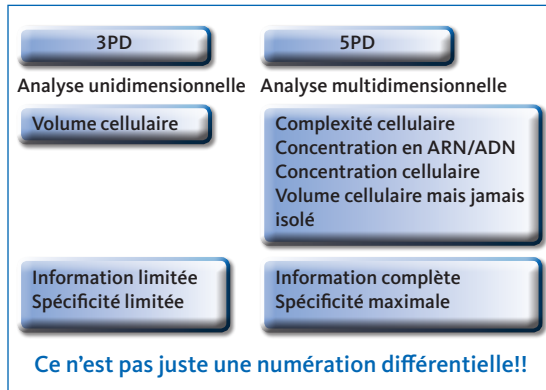 3PD
5PD
Analyse unidimensionnelle
Analyse multidimensionnelle
Volume cellulaire
Complexité cellulaire
Concentration en ARN/ADN
Concentration cellulaire
Volume cellulaire mais jamais
isolé
Information limitée
Spécificité limitée
Information complète
Spécificité maximale
Ce n'est pas juste une numération différentielle!!